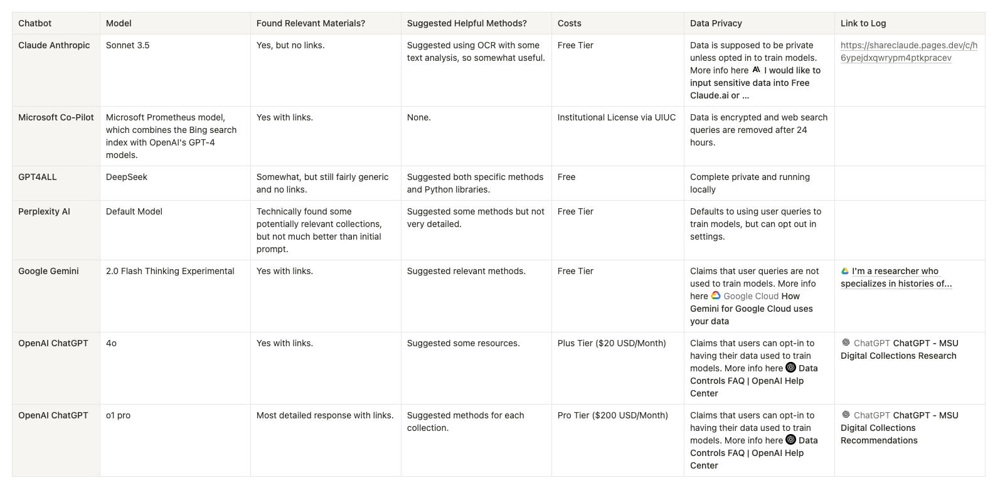 Chatbot
Model
Found Relevant Materials?
Suggested Helpful Methods?
Costs
Data Privacy
Link to Log
Claude Anthropic
Sonnet 3.5
Yes, but no links.
Suggested using OCR with some
text analysis, so somewhat useful.
Free Tier
Data is supposed to be private
unless opted in to train models.
More info here I would like to
input sensitive data into Free
Claude.ai or ...
https://shareclaude.pages.dev/c/h
6ypejdxqwrypm4ptkpracev
Microsoft Co-Pilot
Microsoft Prometheus model,
which combines the Bing search
index with OpenAI's GPT-4
models.
Yes with links.
None.
Institutional License via UIUC
Data is encrypted and web search
queries are removed after 24
hours.
GPT4ALL
DeepSeek
Somewhat, but still fairly generic
and no links.
Suggested both specific methods
and Python libraries.
Free
Complete private and running
locally
Perplexity AI
Default Model
Technically found some
potentially relevant collections,
but not much better than initial
prompt.
Suggested some methods but not
very detailed.
Free Tier
Defaults to using user queries to
train models, but can opt out in
settings.
Google Gemini
2.0 Flash Thinking Experimental
Yes with links.
Suggested relevant methods.
Free Tier
Claims that user queries are not
used to train models. More info
here Google Cloud How
Gemini for Google Cloud uses
your data
I'm a researcher who
specializes in histories of...
OpenAI ChatGPT
4o
Yes with links.
Suggested some resources.
Plus Tier ($20 USD/Month)
Claims that users can opt-in to
having their data used to train
models. More info here Data
Controls FAQ | OpenAI Help
Center
ChatGPT ChatGPT - MSU
Digital Collections Research
OpenAI ChatGPT
o1 pro
Most detailed response with links.
Suggested methods for each
collection.
Pro Tier ($200 USD/Month)
Claims that users can opt-in to
having their data used to train
models. More info here Data
Controls FAQ | OpenAI Help
Center
ChatGPT ChatGPT - MSU
Digital Collections
Recommendations